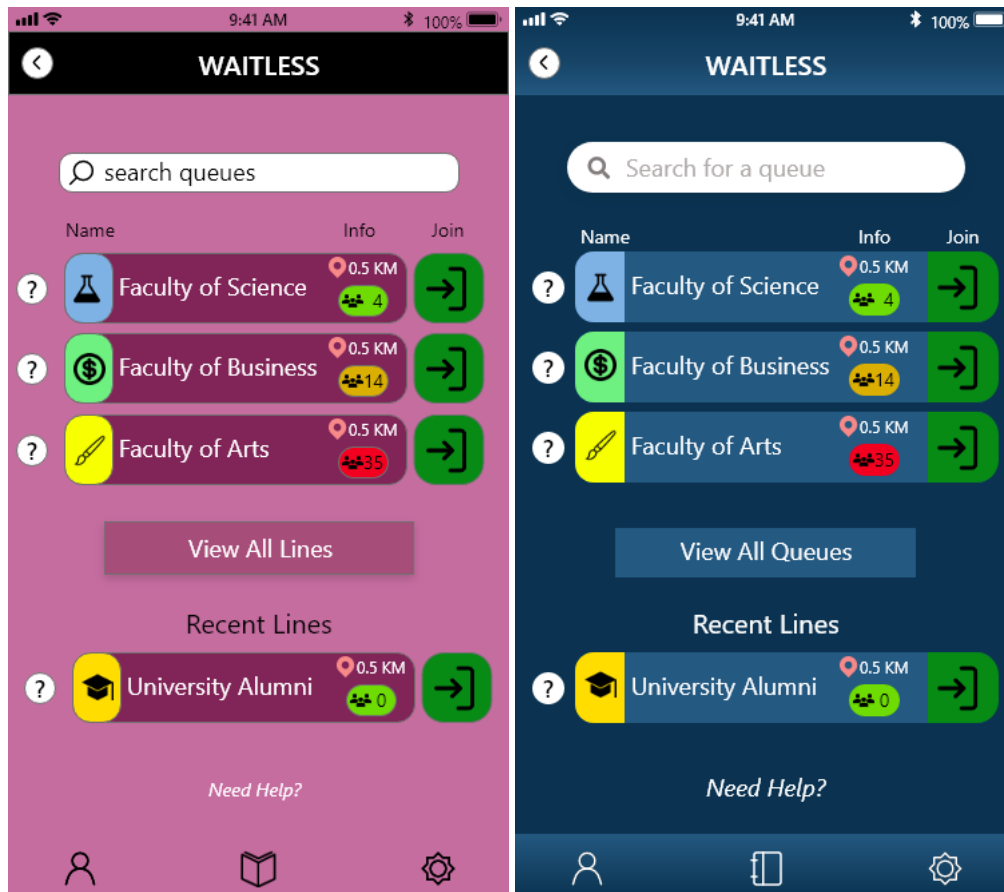 9:41 AM 100%
WAITLESS
search queues
Name Info Join
? Faculty of Science 0.5 KM 4
? Faculty of Business 0.5 KM 14
? Faculty of Arts 0.5 KM 35
View All Lines
Recent Lines
? University Alumni 0.5 KM 0
Need Help?
9:41 AM 100%
WAITLESS
Search for a queue
Name Info Join
? Faculty of Science 0.5 KM 4
? Faculty of Business 0.5 KM 14
? Faculty of Arts 0.5 KM 35
View All Queues
Recent Lines
? University Alumni 0.5 KM 0
Need Help?